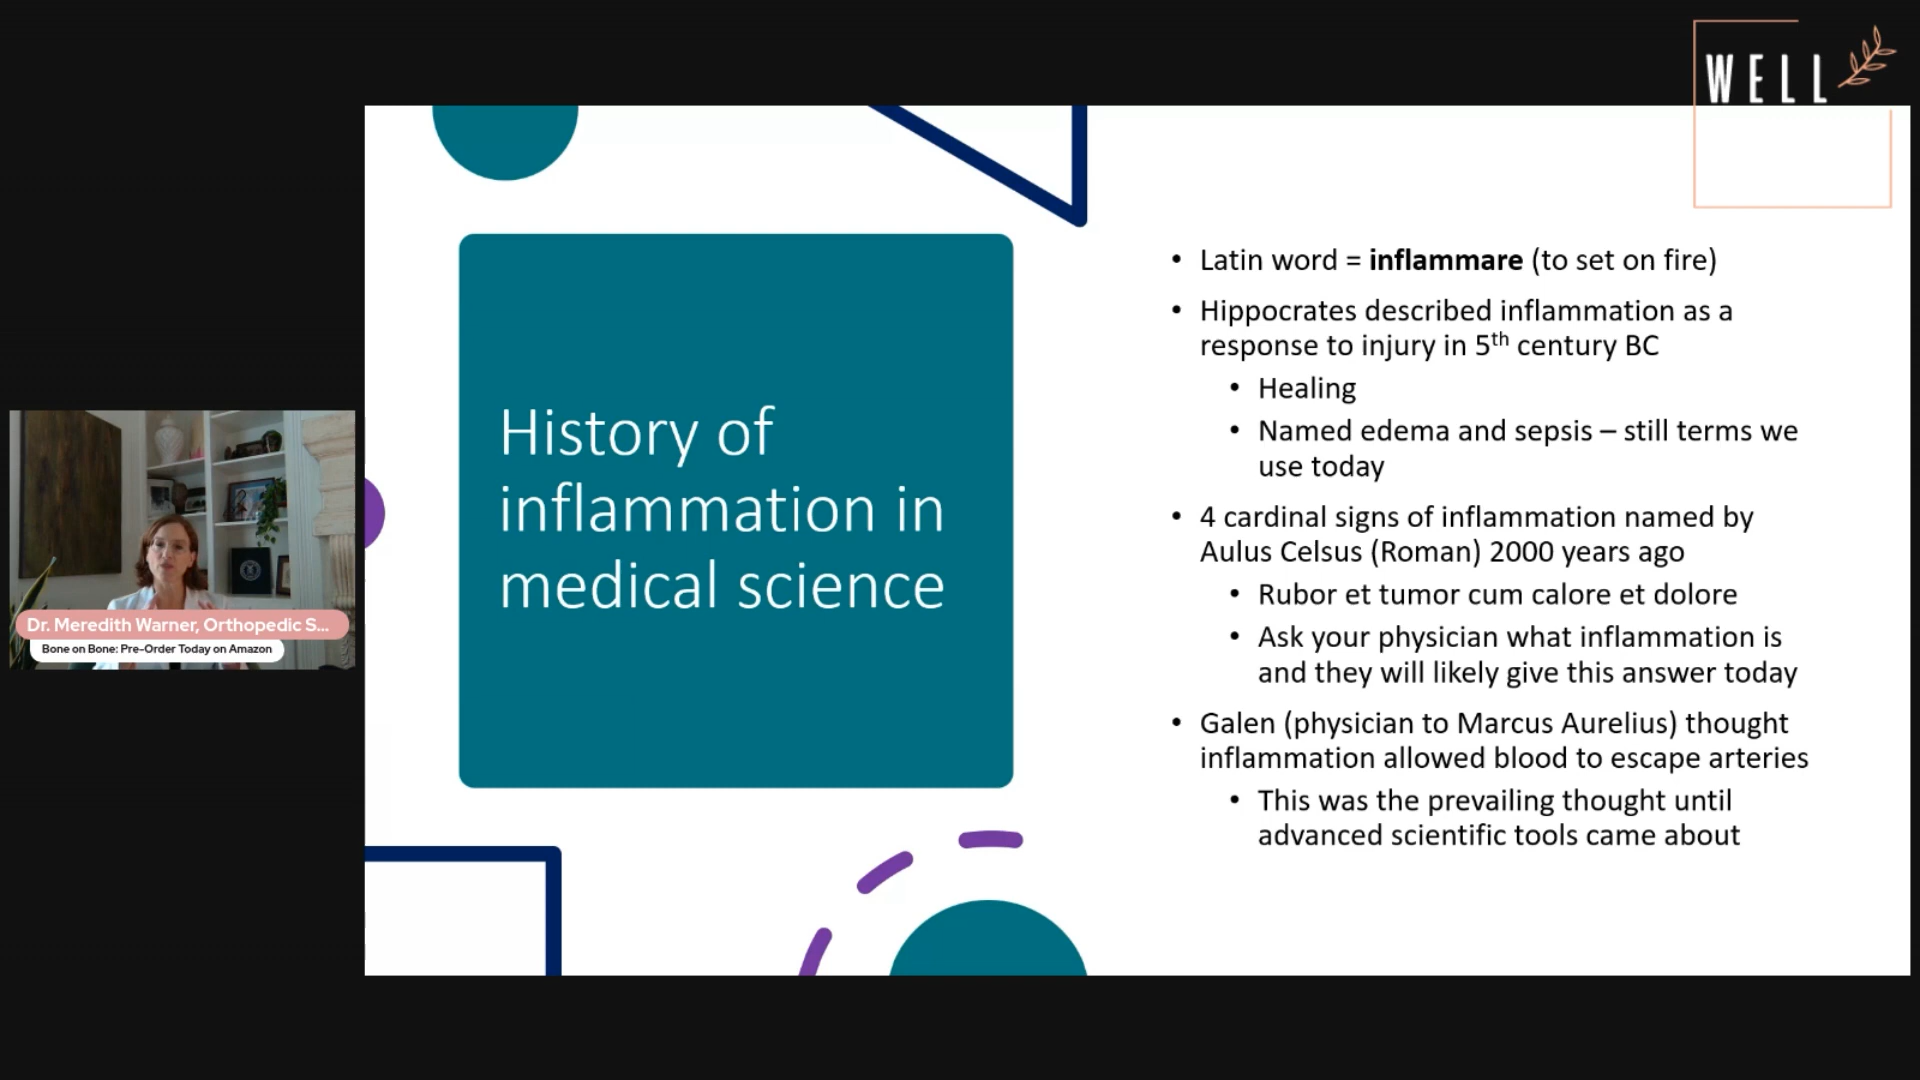 WELL
History of
inflammation in
medical science
• Latin word = inflammare (to set on fire)
• Hippocrates described inflammation as a
response to injury in 5th century BC
• Healing
• Named edema and sepsis – still terms we
use today
• 4 cardinal signs of inflammation named by
Aulus Celsus (Roman) 2000 years ago
• Rubor et tumor cum calore et dolore
• Ask your physician what inflammation is
and they will likely give this answer today
• Galen (physician to Marcus Aurelius) thought
inflammation allowed blood to escape arteries
• This was the prevailing thought until
advanced scientific tools came about
Dr. Meredith Warner, Orthopedic S...
Bone on Bone: Pre-Order Today on Amazon